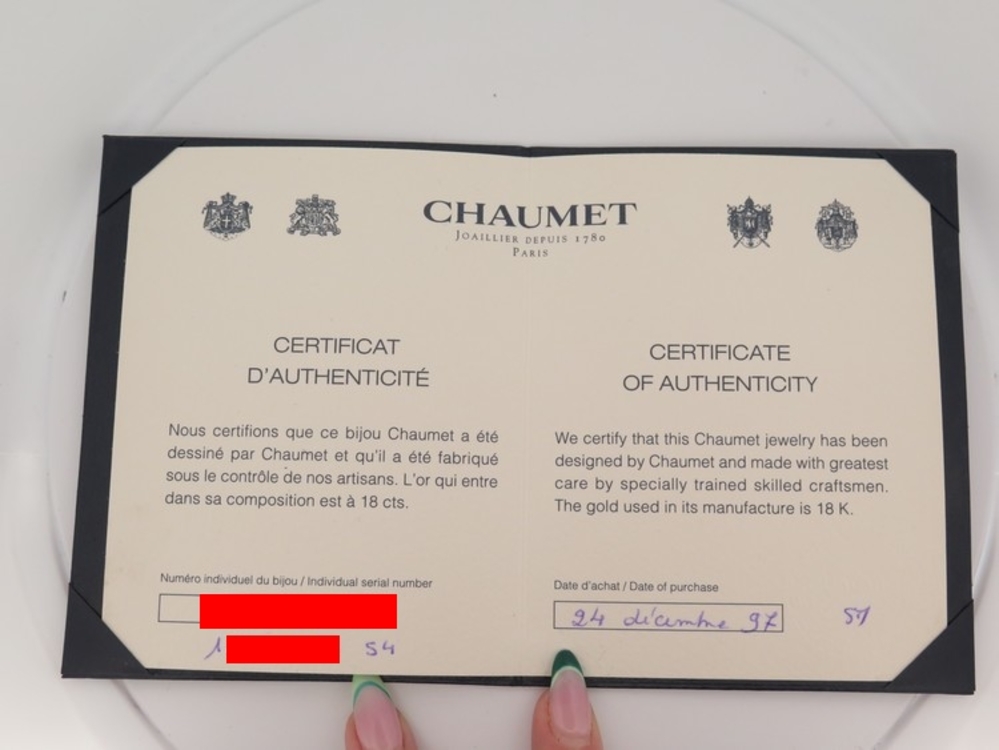 CHAUMET
JOAILLIER DEPUIS 1780
PARIS
CERTIFICAT
D'AUTHENTICITÉ
Nous certifions que ce bijou Chaumet a été
dessiné par Chaumet et qu'il a été fabriqué
sous le contrôle de nos artisans. L'or qui entre
dans sa composition est à 18 cts.
Numéro individuel du bijou / Individual serial number
1 54
CERTIFICATE
OF AUTHENTICITY
We certify that this Chaumet jewelry has been
designed by Chaumet and made with greatest
care by specially trained skilled craftsmen.
The gold used in its manufacture is 18 K.
Date d'achat / Date of purchase
24 décembre 97